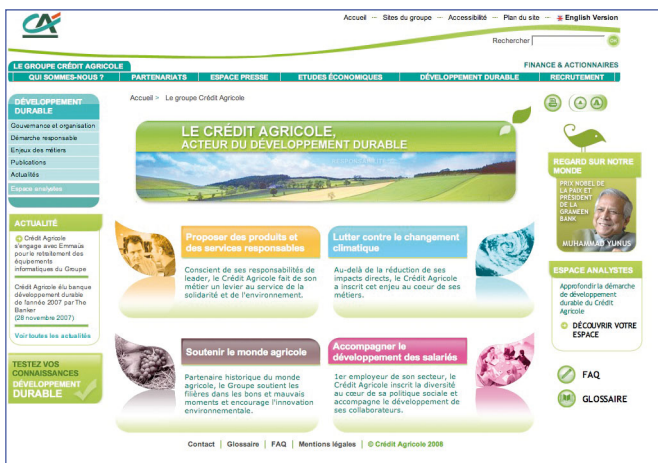 Accueil — Sites du groupe — Accessibilité — Plan du site — English Version
Rechercher
LE GROUPE CRÉDIT AGRICOLE
FINANCE & ACTIONNAIRES
QUI SOMMES-NOUS ? PARTENARIATS ESPACE PRESSE ETUDES ÉCONOMIQUES DÉVELOPPEMENT DURABLE RECRUTEMENT
DÉVELOPPEMENT
DURABLE
Gouvernance et organisation
Démarche responsable
Enjeux des métiers
Publications
Actualités
Espace analystes
Accueil > Le groupe Crédit Agricole
LE CRÉDIT AGRICOLE,
ACTEUR DU DÉVELOPPEMENT DURABLE
ACTUALITÉ
Crédit Agricole
s'engage avec Emmaüs
pour le retraitement des
équipements
informatiques du Groupe
Crédit Agricole élu banque
développement durable
de l'année 2007 par The
Banker
(28 novembre 2007)
Voir toutes les actualités
TESTEZ VOS
CONNAISSANCES
DÉVELOPPEMENT
DURABLE
Proposer des produits et
des services responsables
Conscient de ses responsabilités de
leader, le Crédit Agricole fait de son
métier un levier au service de la
solidarité et de l'environnement.
Lutter contre le changement
climatique
Au-delà de la réduction de ses
impacts directs, le Crédit Agricole
a inscrit cet enjeu au coeur de ses
métiers.
Soutenir le monde agricole
Partenaire historique du monde
agricole, le Groupe soutient les
filières dans les bons et mauvais
moments et encourage l'innovation
environnementale.
Accompagner le
développement des salariés
1er employeur de son secteur, le
Crédit Agricole inscrit la diversité
au cœur de sa politique sociale et
accompagne le développement de
ses collaborateurs.
REGARD SUR NOTRE
MONDE
PRIX NOBEL DE
LA PAIX ET
PRÉSIDENT
DE LA
GRAMEEN
BANK
MUHAMMAD YUNUS
ESPACE ANALYSTES
Approfondir la démarche
de développement
durable du Crédit
Agricole
DÉCOUVRIR VOTRE
ESPACE
FAQ
GLOSSAIRE
Contact | Glossaire | FAQ | Mentions légales | © Crédit Agricole 2008